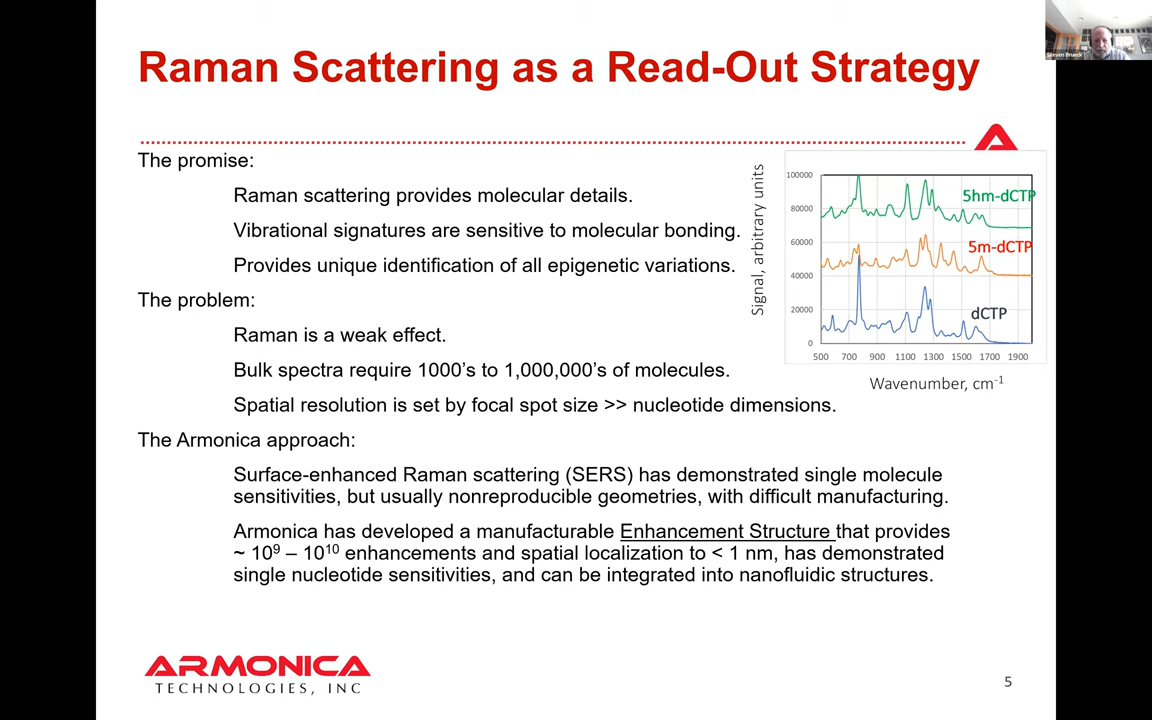 Steven Brueck
Raman Scattering as a Read-Out Strategy
The promise:
Raman scattering provides molecular details.
Vibrational signatures are sensitive to molecular bonding.
Provides unique identification of all epigenetic variations.
The problem:
Raman is a weak effect.
Bulk spectra require 1000’s to 1,000,000’s of molecules.
Spatial resolution is set by focal spot size >> nucleotide dimensions.
The Armonica approach:
Surface-enhanced Raman scattering (SERS) has demonstrated single molecule
sensitivities, but usually nonreproducible geometries, with difficult manufacturing.
Armonica has developed a manufacturable Enhancement Structure that provides
~ 10⁹ – 10¹⁰ enhancements and spatial localization to < 1 nm, has demonstrated
single nucleotide sensitivities, and can be integrated into nanofluidic structures.
Signal, arbitrary units
100000
80000
60000
40000
20000
0
5hm-dCTP
5m-dCTP
dCTP
500 700 900 1100 1300 1500 1700 1900
Wavenumber, cm⁻¹
ARMONICA
TECHNOLOGIES, INC
5